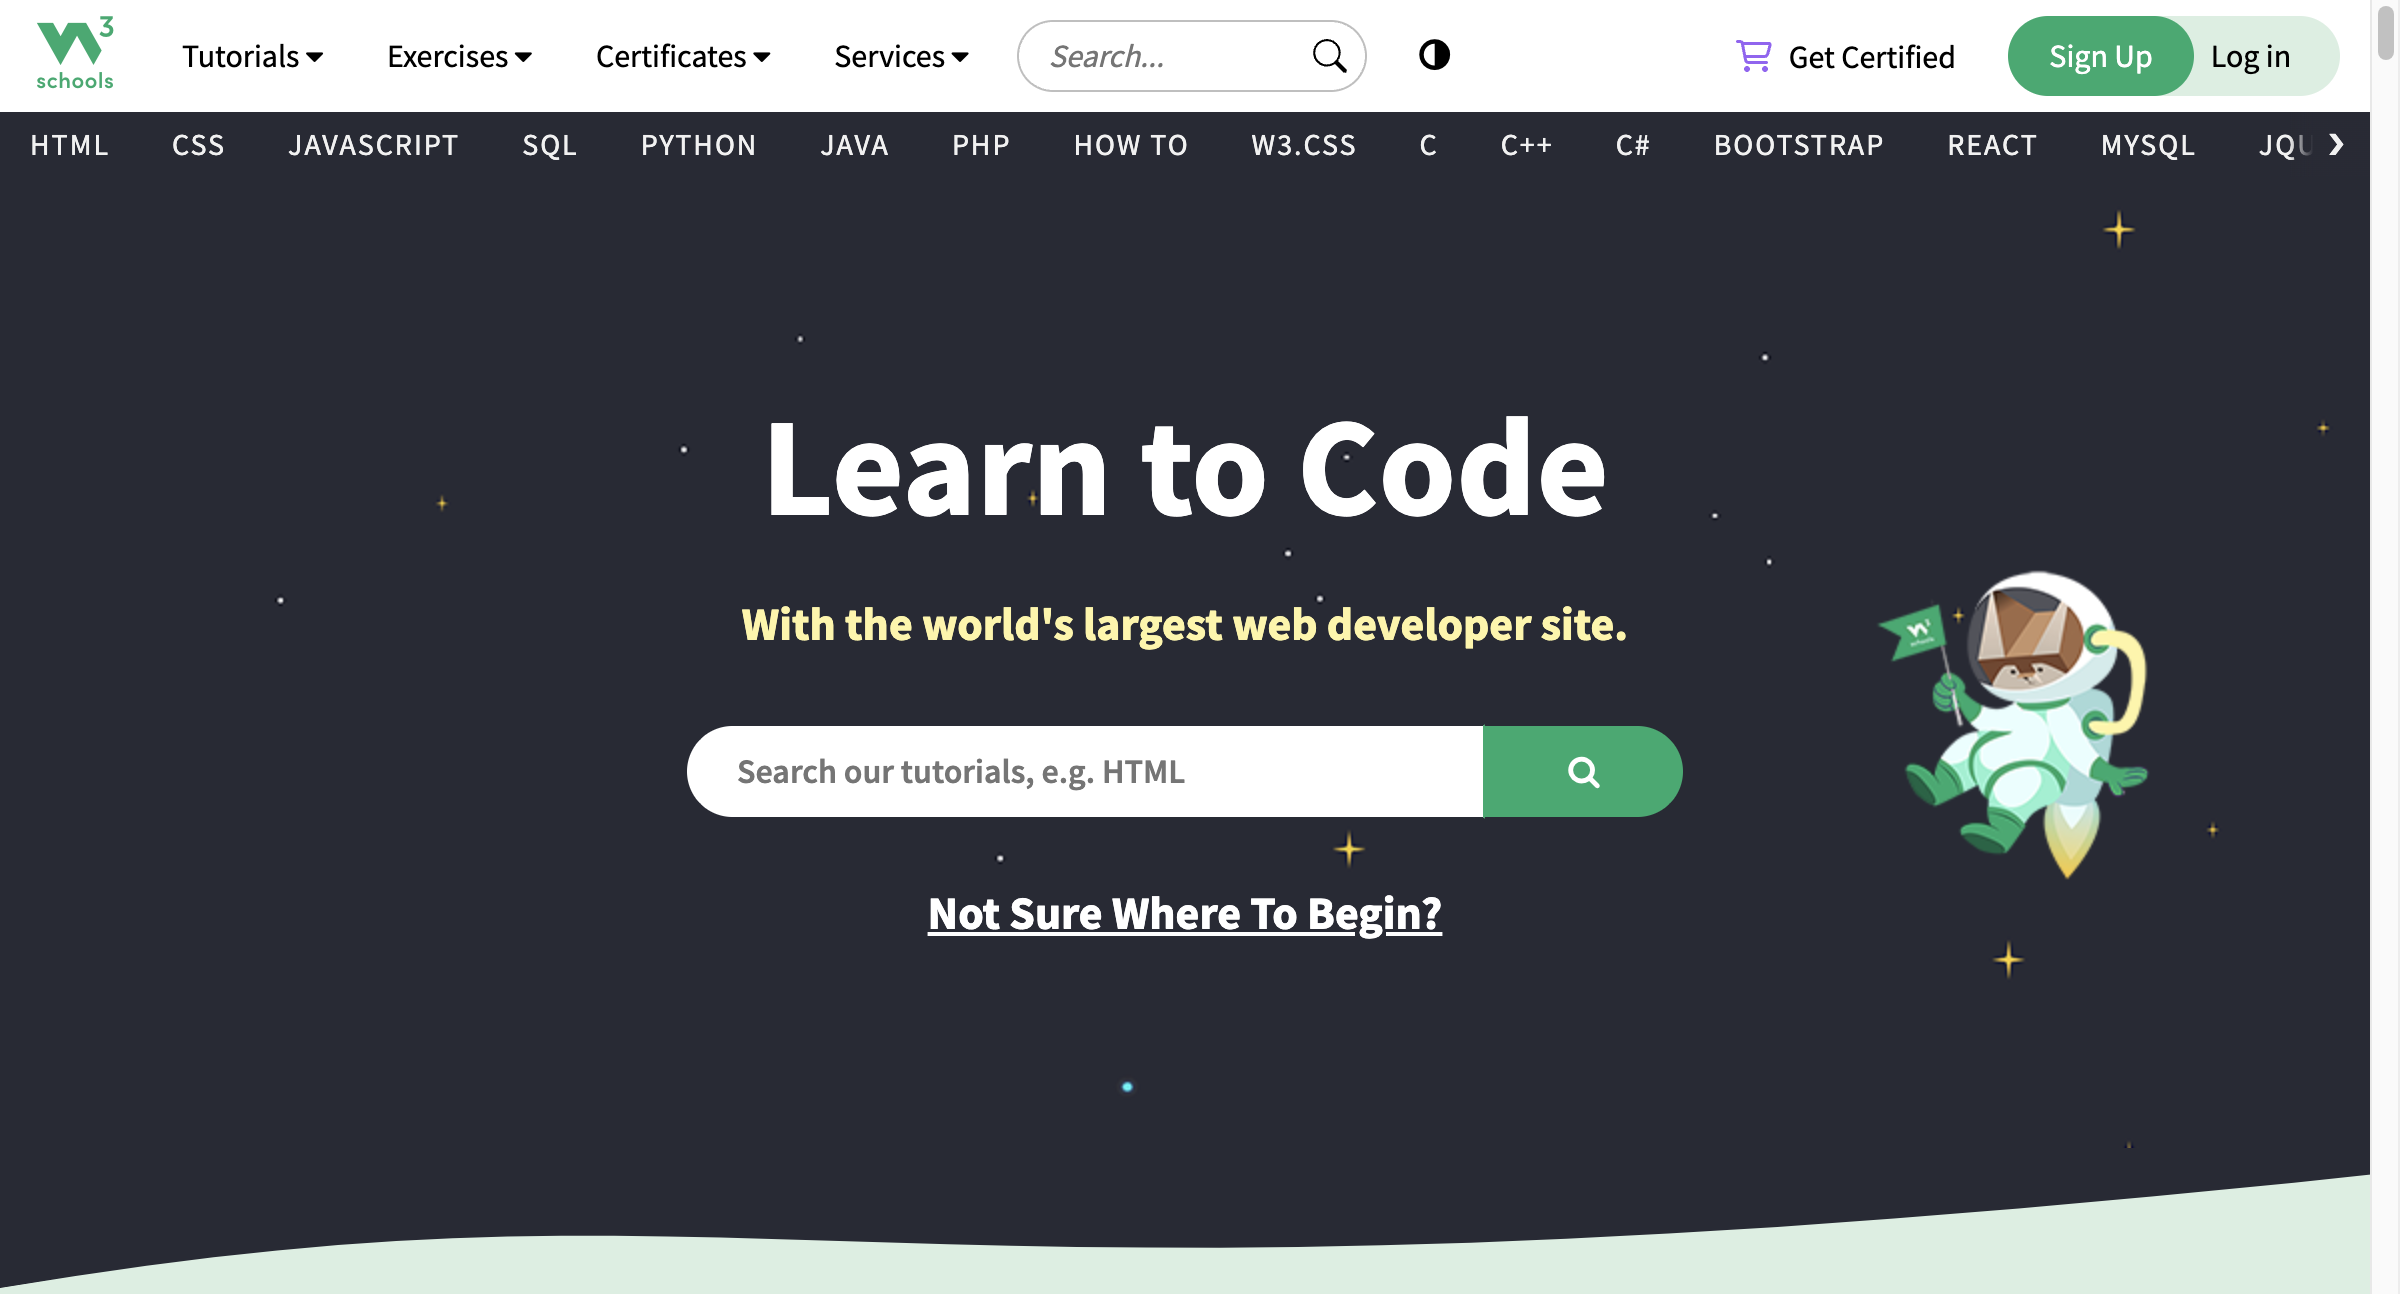 3
schools
Tutorials Exercises Certificates Services Search... Get Certified Sign Up Log in
HTML CSS JAVASCRIPT SQL PYTHON JAVA PHP HOW TO W3.CSS C C++ C# BOOTSTRAP REACT MYSQL JQU
Learn to Code
With the world's largest web developer site.
Search our tutorials, e.g. HTML
Not Sure Where To Begin?